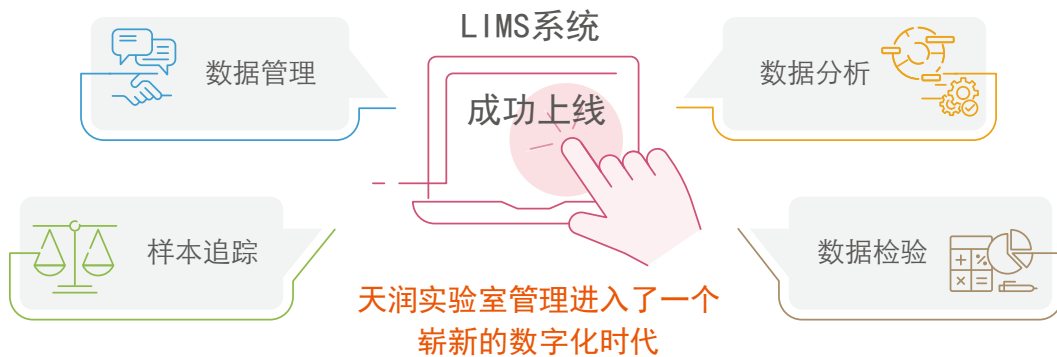 LIMS系统
成功上线
数据管理
数据分析
样本追踪
数据检验
天润实验室管理进入了一个
崭新的数字化时代